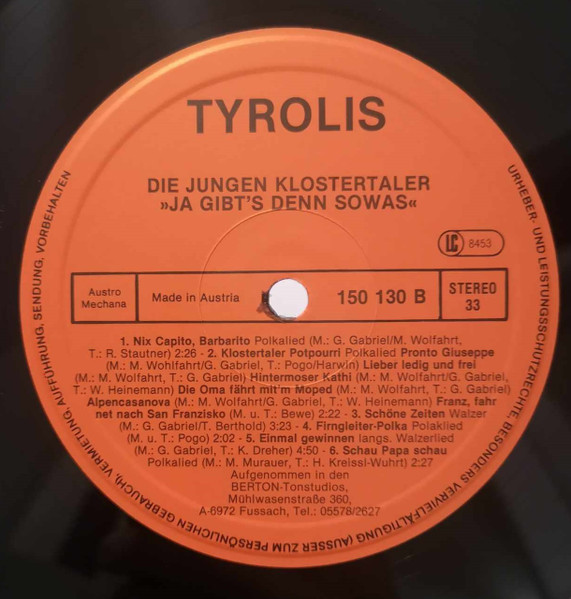 TYROLIS
DIE JUNGEN KLOSTERTALER
»JA GIBT'S DENN SOWAS«
LC 8453
Austro
Mechana
Made in Austria
150 130 B
STEREO
33
1. Nix Capito, Barbarito Polkalied (M.: G. Gabriel/M. Wolfahrt,
T.: R. Stautner) 2:26 - 2. Klostertaler Potpourri Polkalied Pronto Giuseppe
(M.: M. Wohlfahrt/G. Gabriel, T.: Pogo/Harwin) Lieber ledig und frei
(M.: M. Wolfahrt, T.: G. Gabriel) Hintermoser Kathi (M.: M. Wolfahrt/G. Gabriel,
T.: W. Heinemann) Die Oma fährt mit'm Moped (M.: M. Wolfahrt, T.: G. Gabriel)
Alpencasanova (M.: M. Wolfahrt/G. Gabriel, T.: W. Heinemann) Franz, fahr
net nach San Franzisko (M. u. T.: Bewe) 2:22 - 3. Schöne Zeiten Walzer
(M.: G. Gabriel/T. Berthold) 3:23 - 4. Firngleiter-Polka Polaklied
(M. u. T.: Pogo) 2:02 - 5. Einmal gewinnen langs. Walzerlied
(M.: G. Gabriel, T.: K. Dreher) 4:50 - 6. Schau Papa schau
Polkalied (M.: M. Murauer, T.: H. Kreissl-Wuhrt) 2:27
Aufgenommen in den
BERTON-Tonstudios,
Mühlwasenstraße 360,
A-6972 Fussach, Tel.: 05578/2627
URHEBER- UND LEISTUNGSSCHUTZRECHTE, BESONDERS VERVIELFÄLTIGUNG (AUSSER ZUM PERSÖNLICHEN GEBRAUCH), VERMIETUNG, AUFFÜHRUNG, SENDUNG, VORBEHALTEN